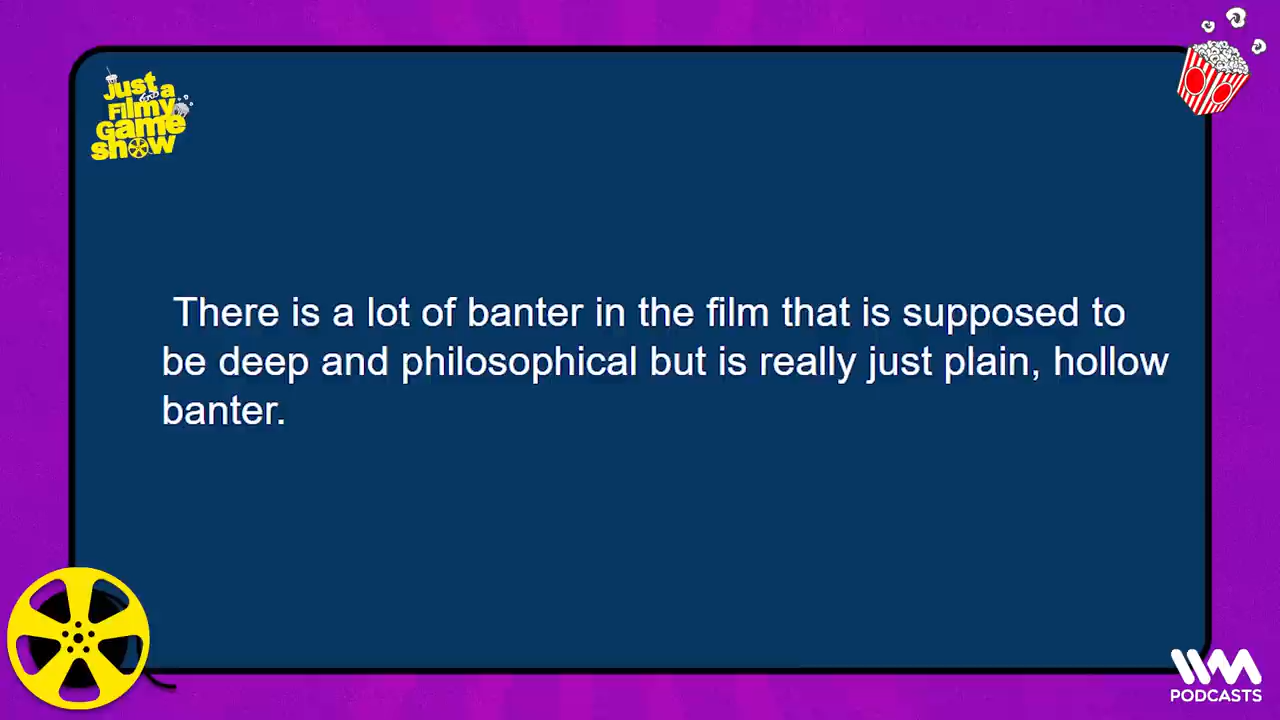 Just
a
Filmy
Game
show
There is a lot of banter in the film that is supposed to
be deep and philosophical but is really just plain, hollow
banter.
IVM
PODCASTS